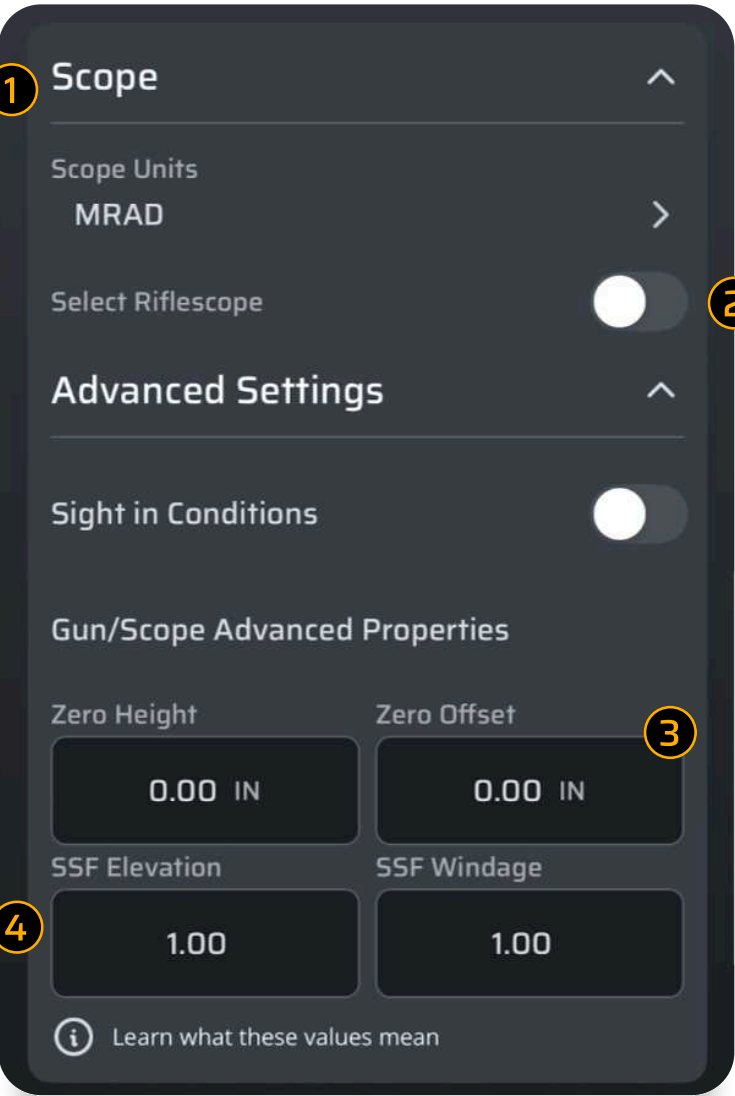 1 Scope
Scope Units
MRAD
Select Riflescope 2
Advanced Settings
Sight in Conditions
Gun/Scope Advanced Properties
Zero Height Zero Offset 3
0.00 IN 0.00 IN
SSF Elevation SSF Windage
4 1.00 1.00
i Learn what these values mean